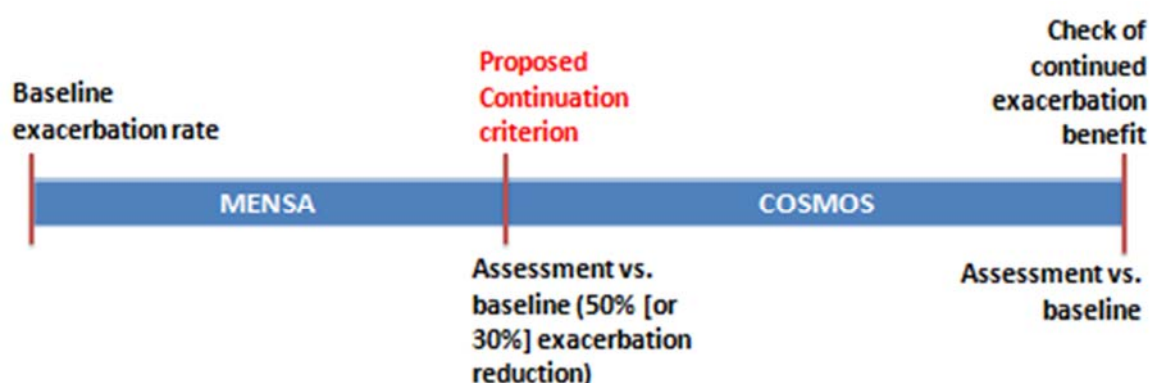 Baseline
exacerbation rate
Proposed
Continuation
criterion
Check of
continued
exacerbation
benefit
MENSA
COSMOS
Assessment vs.
baseline (50% [or
30%] exacerbation
reduction)
Assessment vs.
baseline